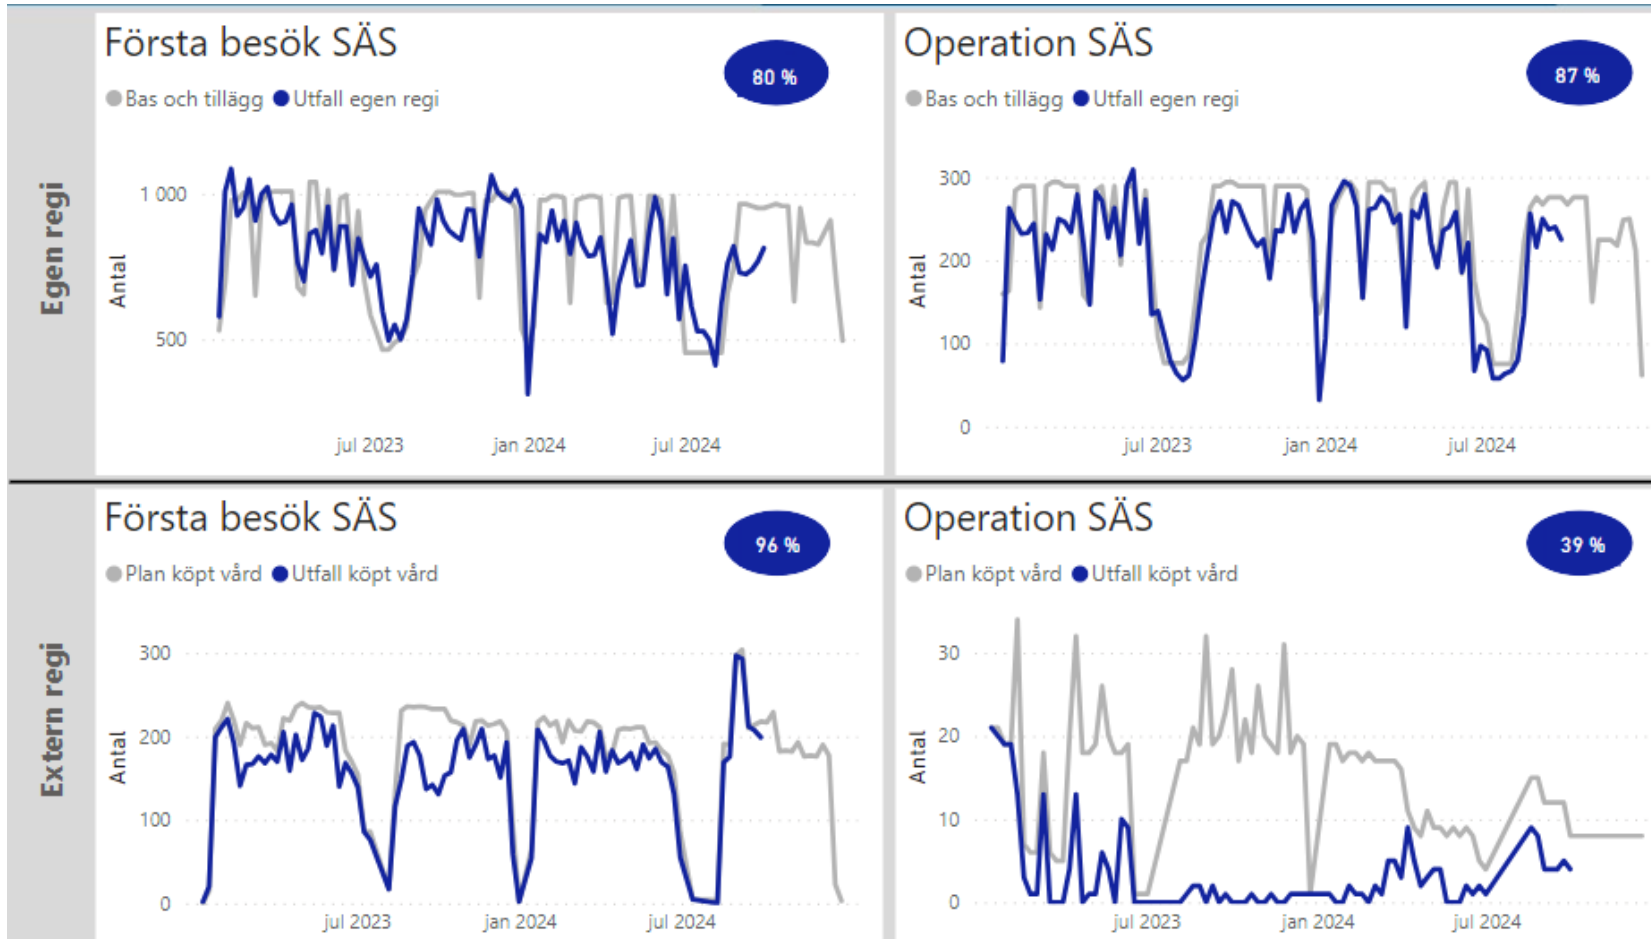 Egen regi
Första besök SÄS
80 %
Bas och tillägg Utfall egen regi
Antal
1 000
500
jul 2023 jan 2024 jul 2024
Operation SÄS
87 %
Bas och tillägg Utfall egen regi
Antal
300
200
100
0
jul 2023 jan 2024 jul 2024
Extern regi
Första besök SÄS
96 %
Plan köpt vård Utfall köpt vård
Antal
300
200
100
0
jul 2023 jan 2024 jul 2024
Operation SÄS
39 %
Plan köpt vård Utfall köpt vård
Antal
30
20
10
0
jul 2023 jan 2024 jul 2024